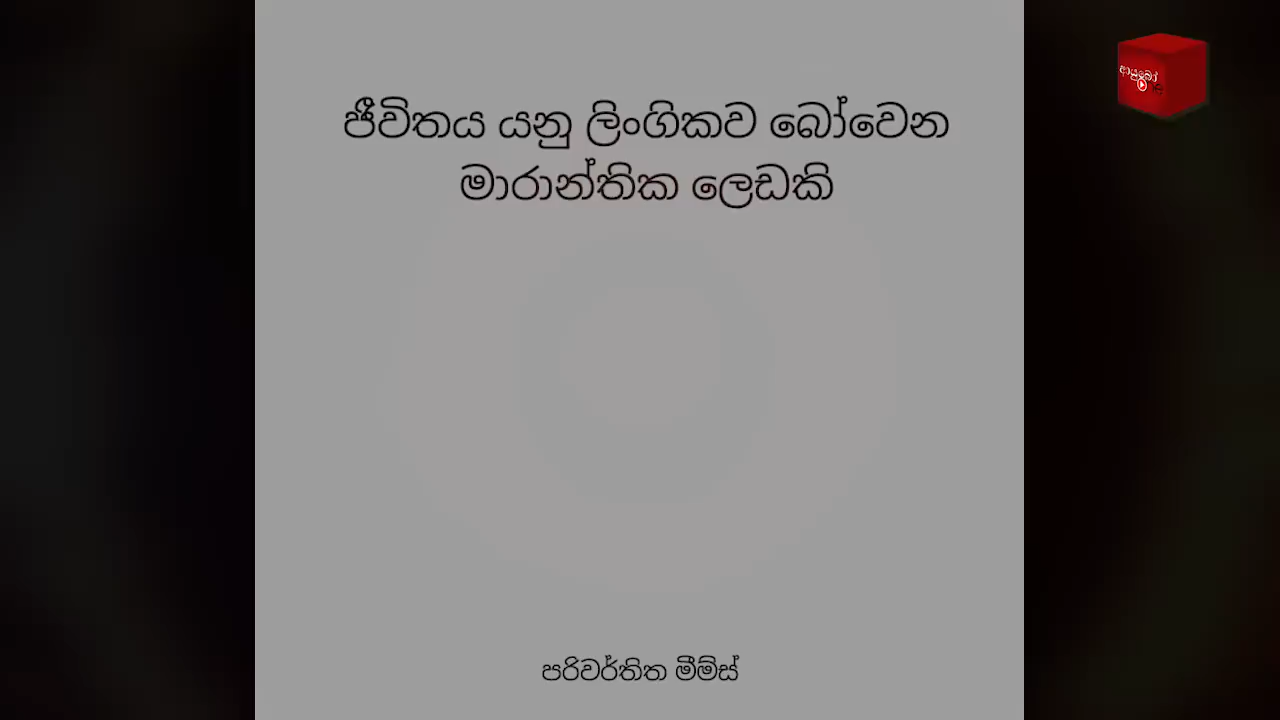 ජීවිතය යනු ලිංගිකව බෝවෙන
මාරාන්තික ලෙඩකි
පරිවර්තිත මීම්ස්